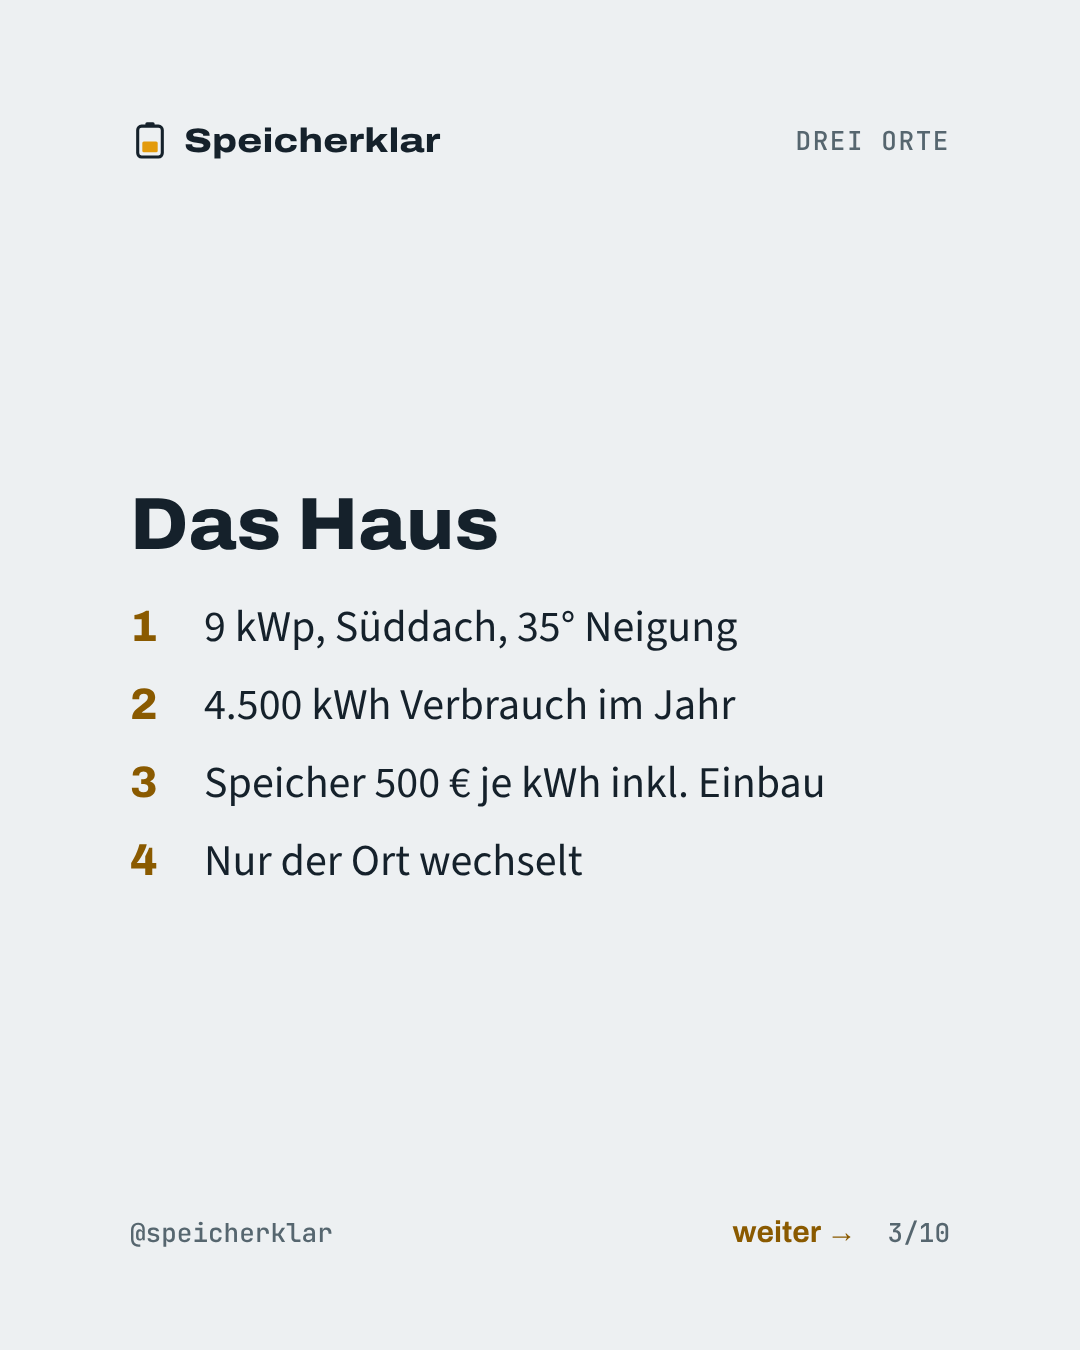 Speicherklar
DREI ORTE
Das Haus
1 9 kWp, Süddach, 35° Neigung
2 4.500 kWh Verbrauch im Jahr
3 Speicher 500 € je kWh inkl. Einbau
4 Nur der Ort wechselt
@speicherklar
weiter → 3/10